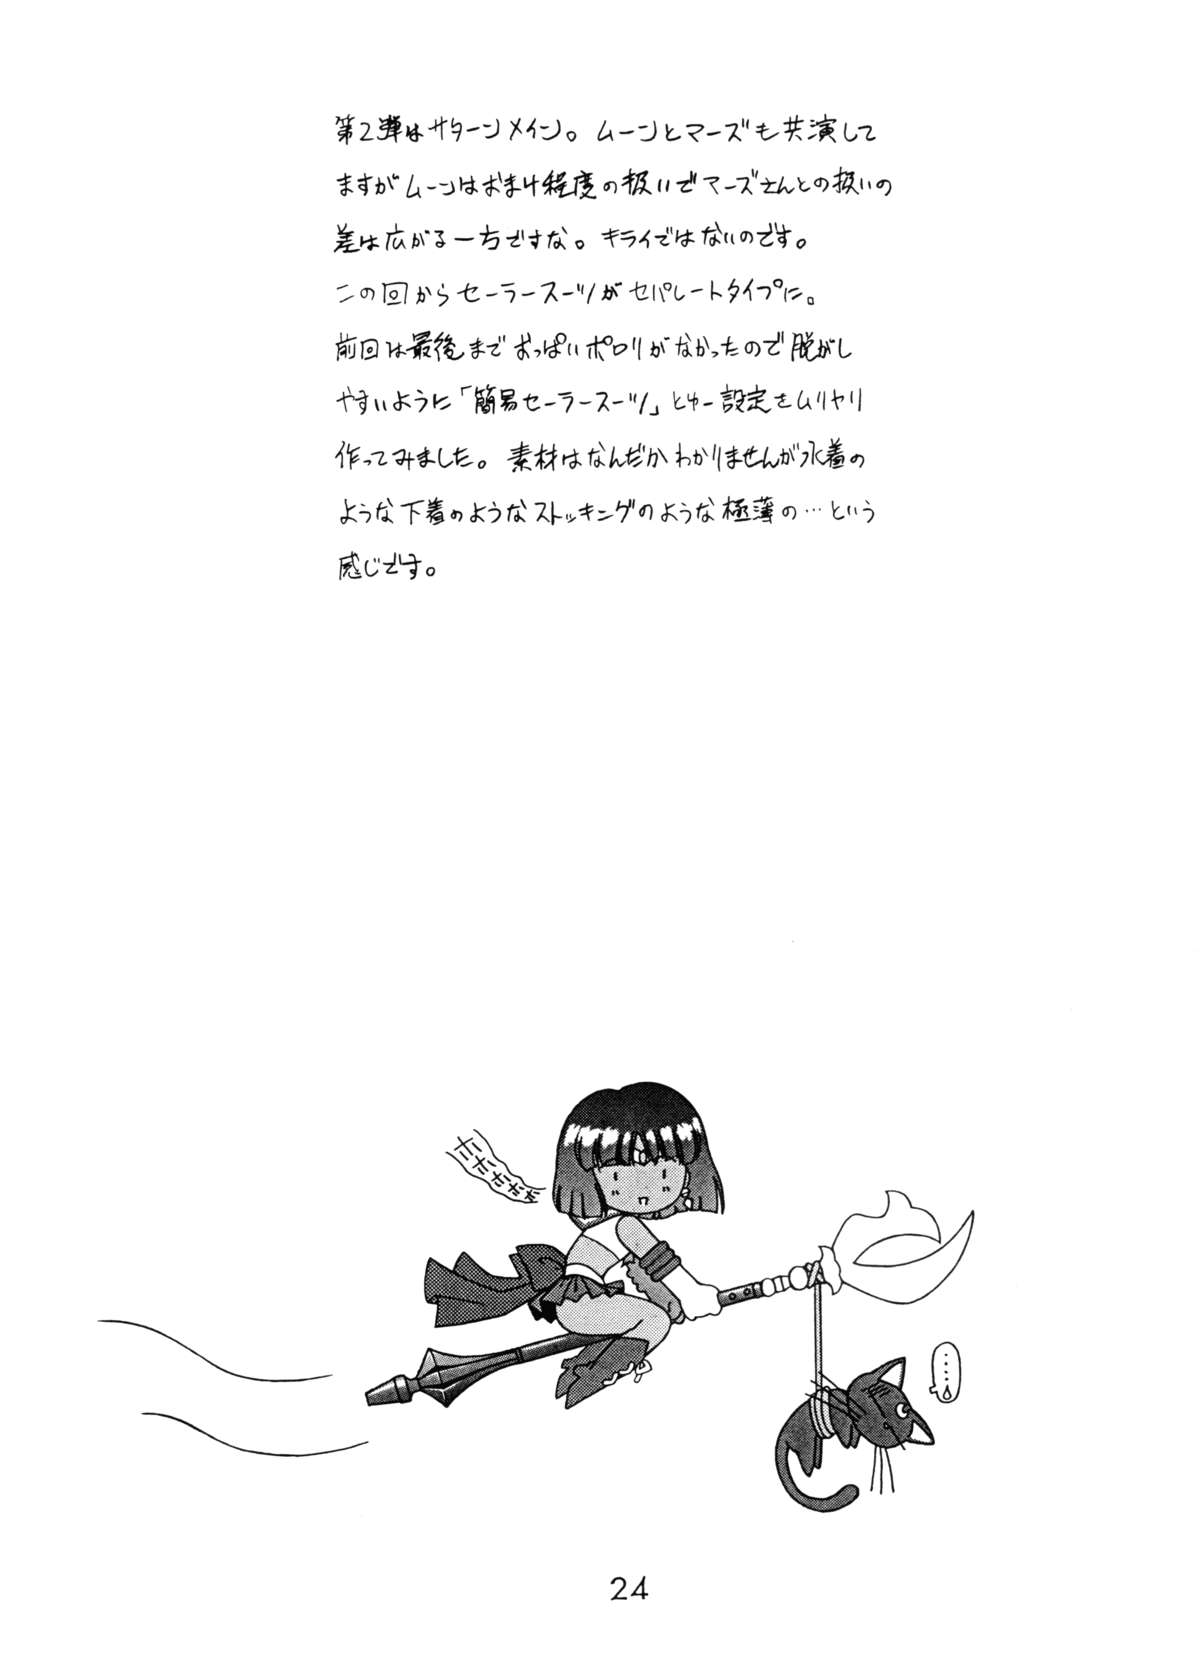 第2弾はサターンメイン。ムーンとマーズも共演して
ますがムーンはおまけ程度の扱いでマーズさんとの扱いの
差は広がる一方ですな。キライではないのです。
この回からセーラースーツがセパレートタイプに。
前回は最後までおっぱいポロリがなかったので脱がし
やすいように「簡易セーラースーツ」とゆー設定をムリヤリ
作ってみました。素材はなんだかわかりませんが水着の
ような下着のようなストッキングのような極薄の…という
感じです。
だだだだだ
……
24